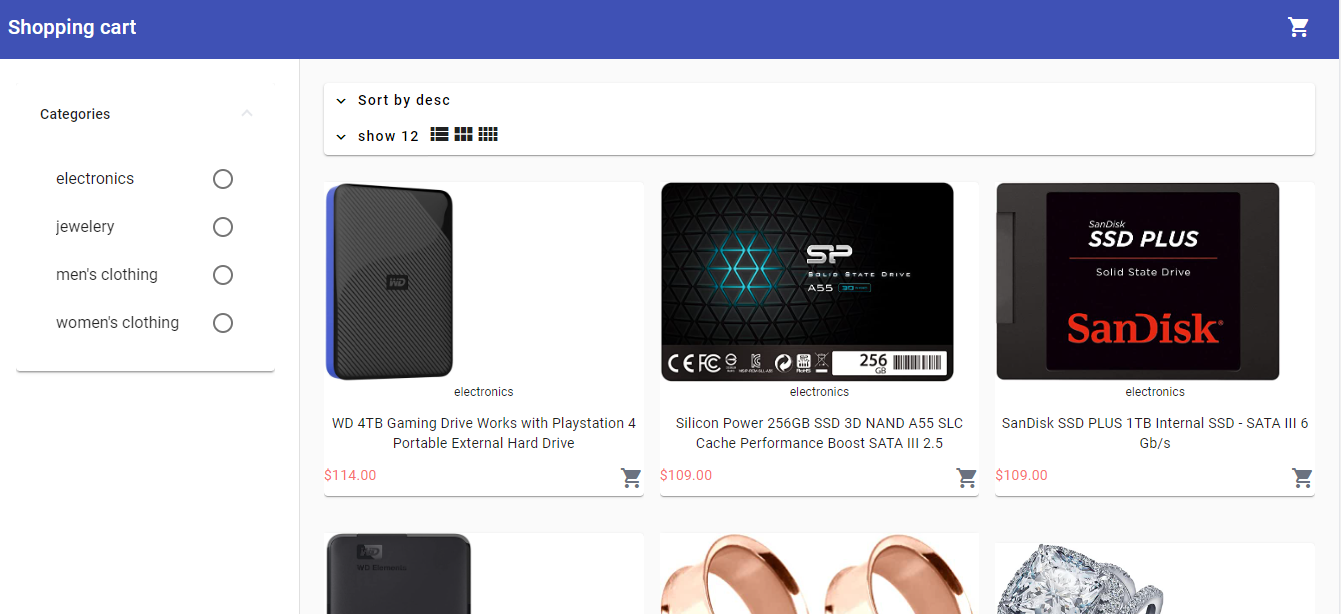 Shopping cart
Categories
electronics
jewelery
men's clothing
women's clothing
Sort by desc
show 12
WD
electronics
WD 4TB Gaming Drive Works with Playstation 4
Portable External Hard Drive
$114.00
SP
SOLID STATE DRIVE
A55
256
GB
electronics
Silicon Power 256GB SSD 3D NAND A55 SLC
Cache Performance Boost SATA III 2.5
$109.00
SanDisk
SSD PLUS
Solid State Drive
SanDisk
electronics
SanDisk SSD PLUS 1TB Internal SSD - SATA III 6
Gb/s
$109.00
WD
WD Elements